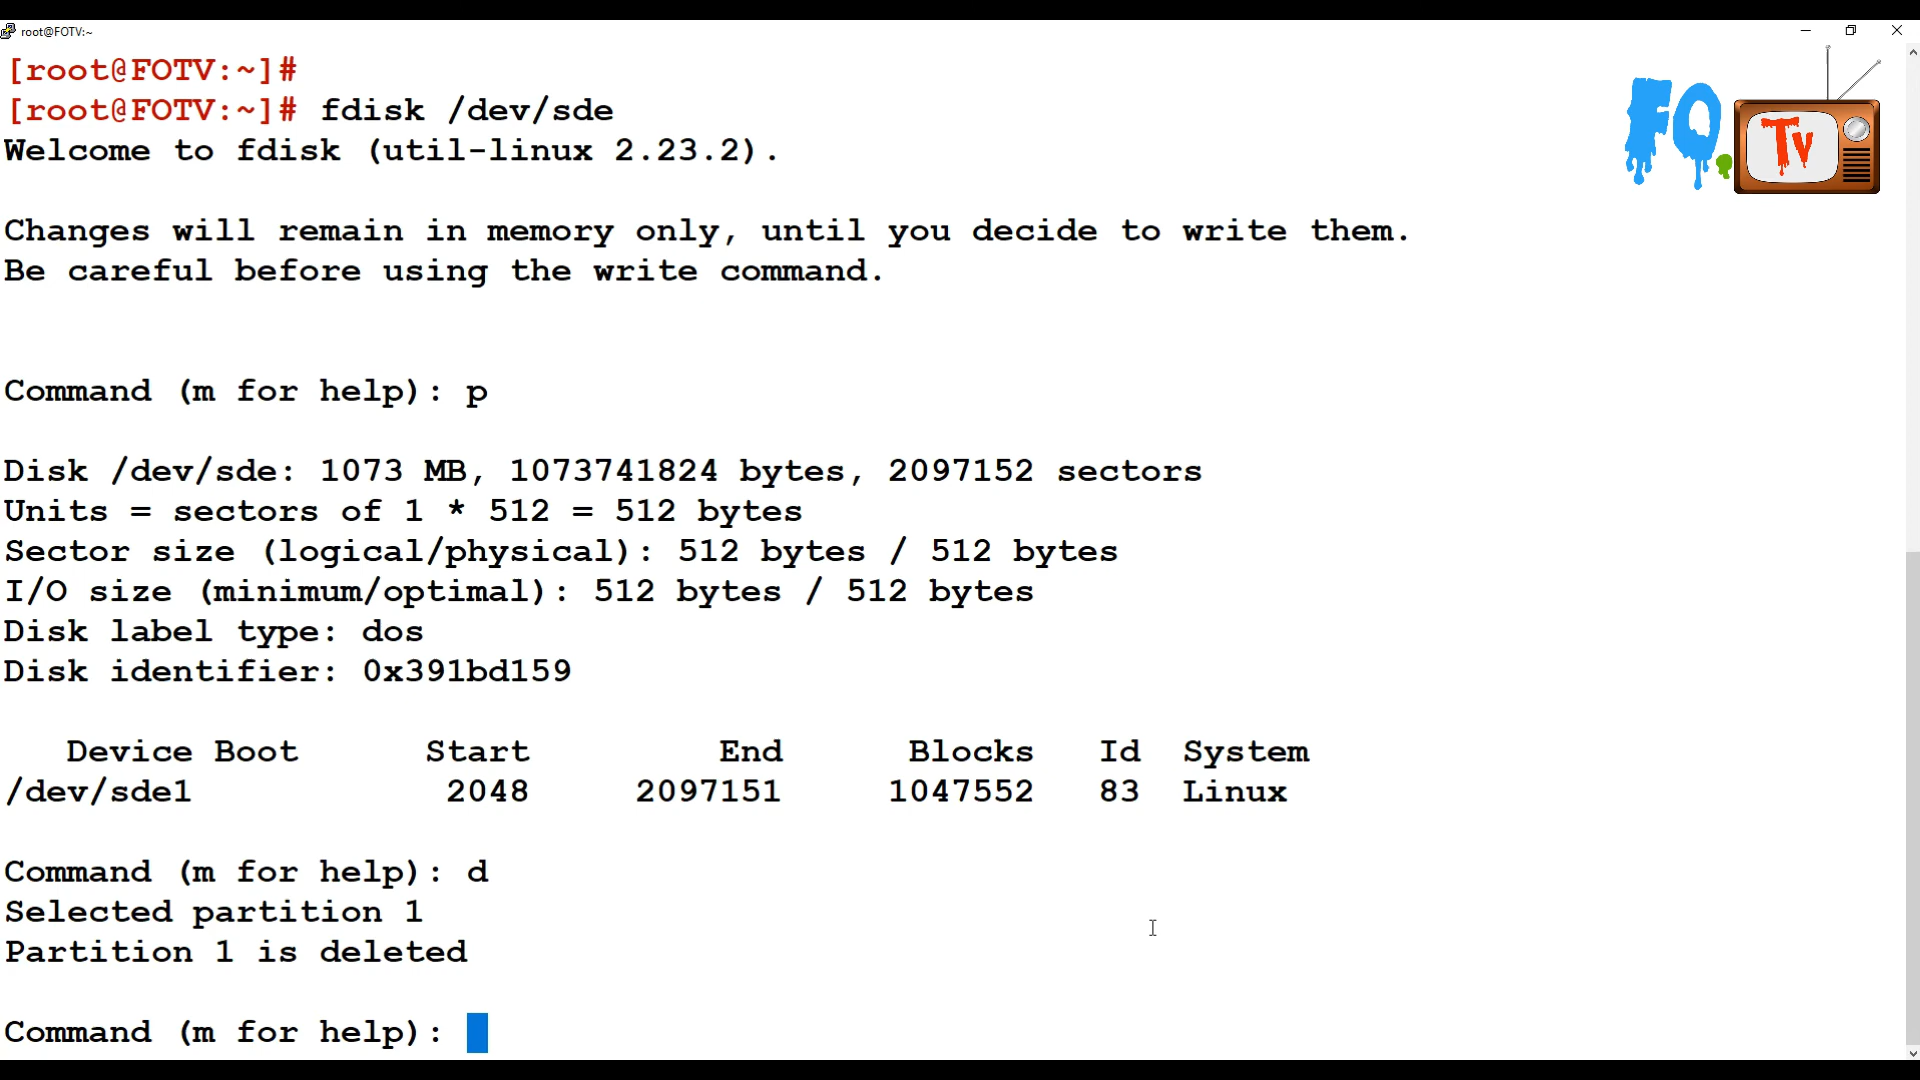 root@FOTV:~
[root@FOTV:~]#
[root@FOTV:~]# fdisk /dev/sde
Welcome to fdisk (util-linux 2.23.2).
Changes will remain in memory only, until you decide to write them.
Be careful before using the write command.
Command (m for help): p
Disk /dev/sde: 1073 MB, 1073741824 bytes, 2097152 sectors
Units = sectors of 1 * 512 = 512 bytes
Sector size (logical/physical): 512 bytes / 512 bytes
I/O size (minimum/optimal): 512 bytes / 512 bytes
Disk label type: dos
Disk identifier: 0x391bd159
Device Boot Start End Blocks Id System
/dev/sde1 2048 2097151 1047552 83 Linux
Command (m for help): d
Selected partition 1
Partition 1 is deleted
Command (m for help):
FO.
Tv